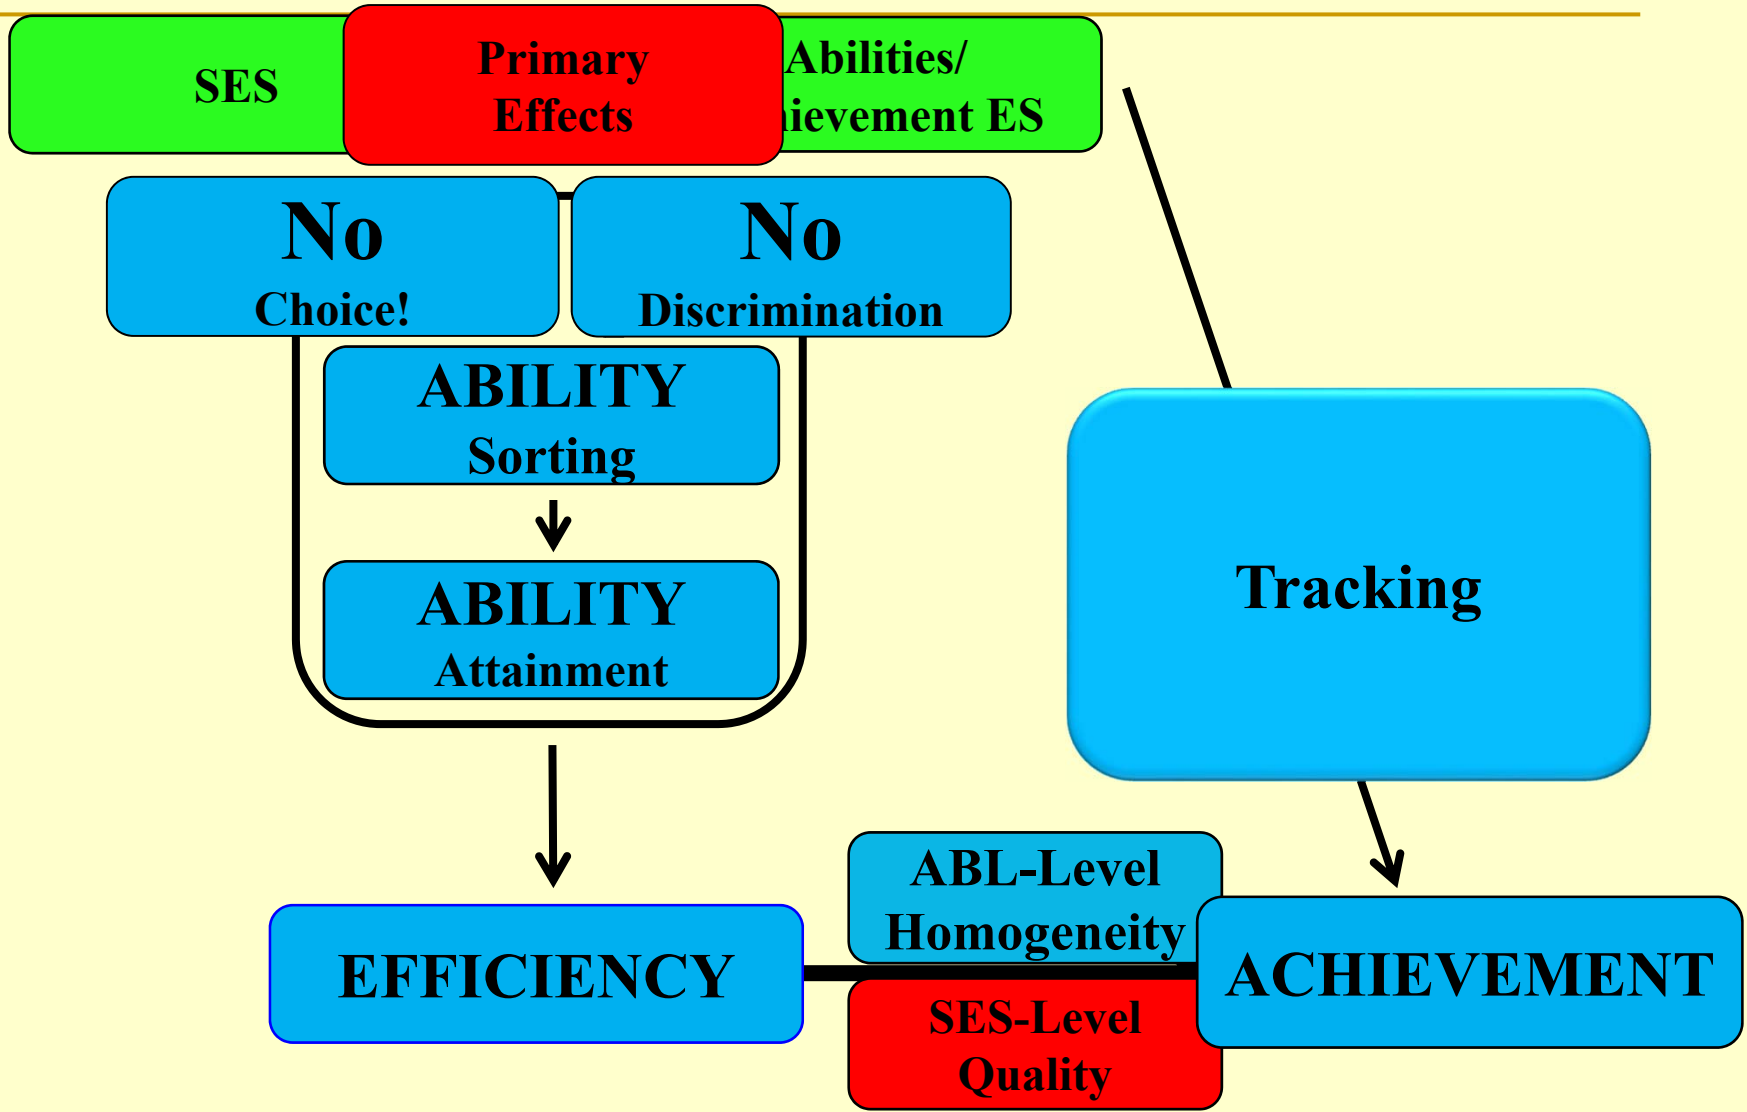 SES
Primary
Effects
Abilities/
ievement ES
No
Choice!
No
Discrimination
ABILITY
Sorting
ABILITY
Attainment
Tracking
ABL-Level
Homogeneity
EFFICIENCY
ACHIEVEMENT
SES-Level
Quality